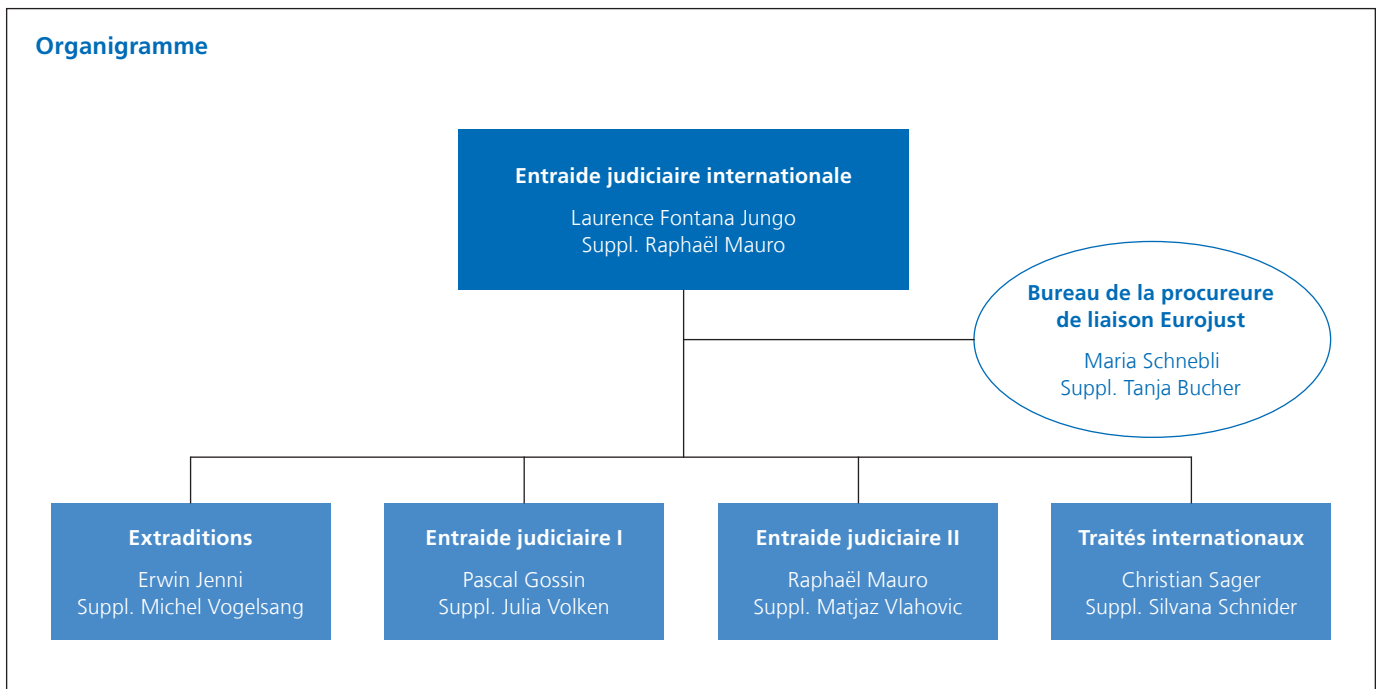 Organigramme
Entraide judiciaire internationale
Laurence Fontana Jungo
Suppl. Raphaël Mauro
Bureau de la procureure
de liaison Eurojust
Maria Schnebli
Suppl. Tanja Bucher
Extraditions
Erwin Jenni
Suppl. Michel Vogelsang
Entraide judiciaire I
Pascal Gossin
Suppl. Julia Volken
Entraide judiciaire II
Raphaël Mauro
Suppl. Matjaz Vlahovic
Traités internationaux
Christian Sager
Suppl. Silvana Schnider